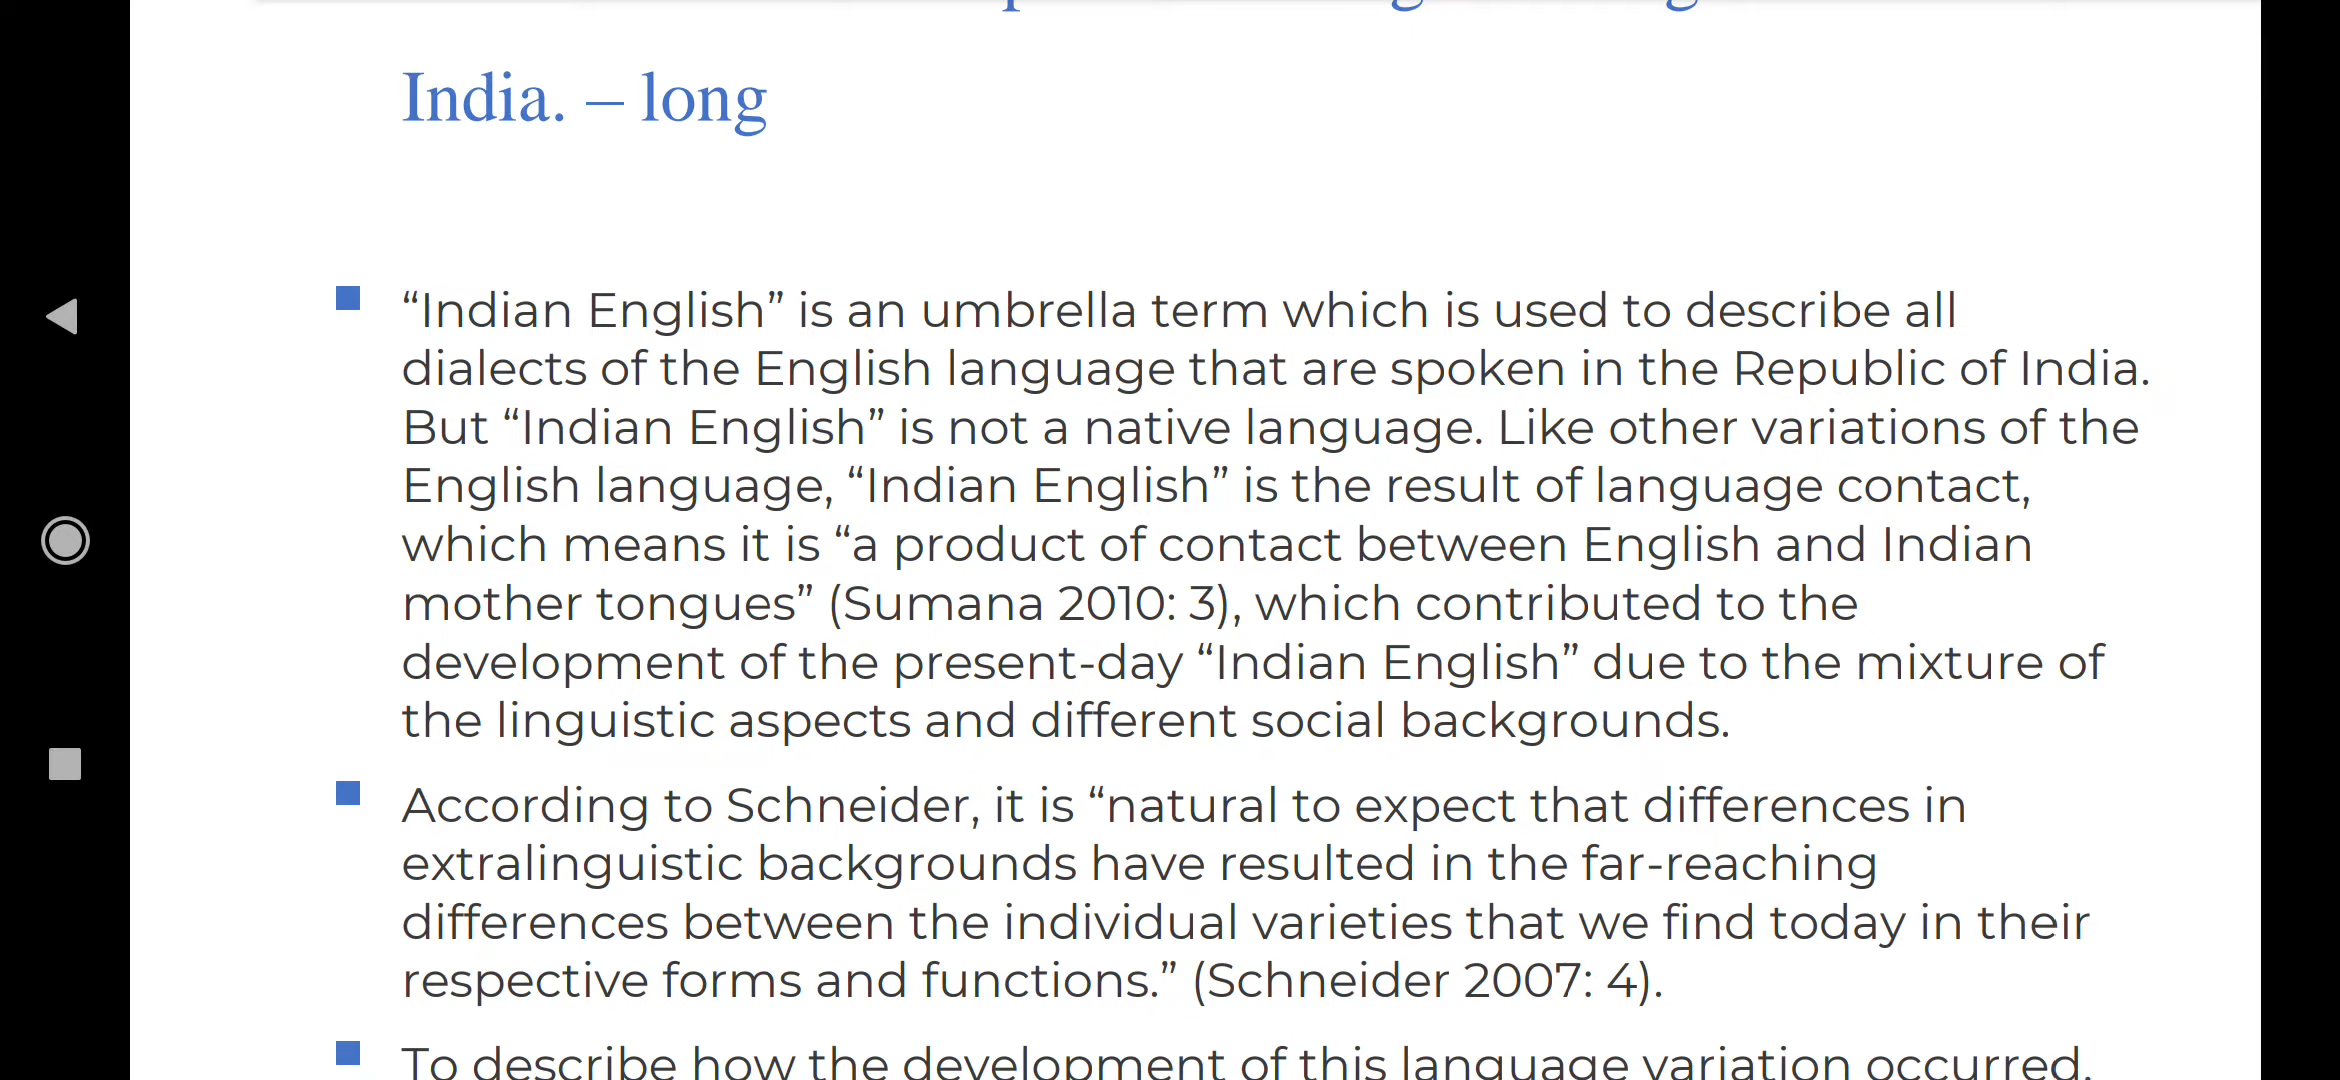 India. – long
“Indian English” is an umbrella term which is used to describe all
dialects of the English language that are spoken in the Republic of India.
But “Indian English” is not a native language. Like other variations of the
English language, “Indian English” is the result of language contact,
which means it is “a product of contact between English and Indian
mother tongues” (Sumana 2010: 3), which contributed to the
development of the present-day “Indian English” due to the mixture of
the linguistic aspects and different social backgrounds.
According to Schneider, it is “natural to expect that differences in
extralinguistic backgrounds have resulted in the far-reaching
differences between the individual varieties that we find today in their
respective forms and functions.” (Schneider 2007: 4).
To describe how the development of this language variation occurred,